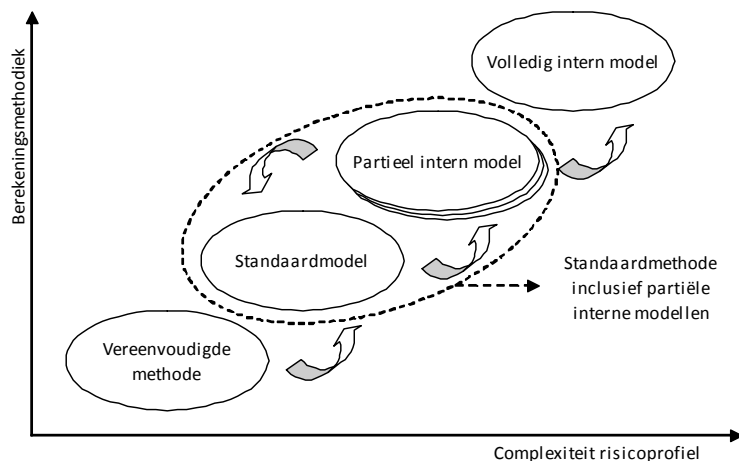 Berekeningsmethodiek
Volledig intern model
Partieel intern model
Standaardmodel
Standaardmethode
inclusief partiële
interne modellen
Vereenvoudigde
methode
Complexiteit risicoprofiel